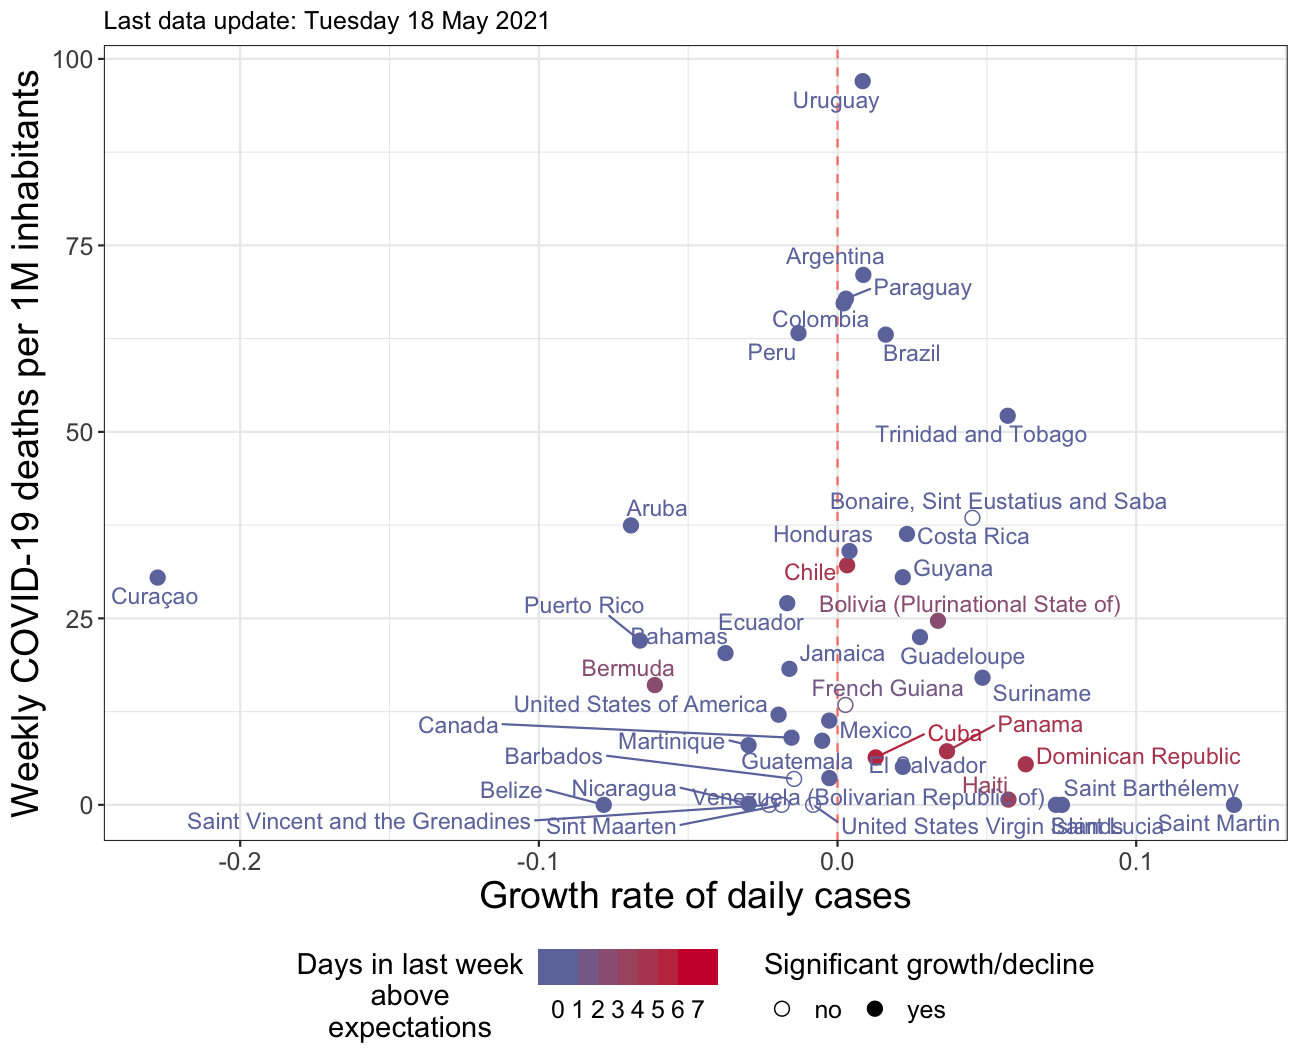 Last data update: Tuesday 18 May 2021
Weekly COVID-19 deaths per 1M inhabitants
100
75
50
25
0
Uruguay
Argentina
Paraguay
Colombia
Peru
Brazil
Trinidad and Tobago
Bonaire, Sint Eustatius and Saba
Aruba
Honduras
Costa Rica
Chile
Guyana
Curaçao
Puerto Rico
Bolivia (Plurinational State of)
Ecuador
Bahamas
Jamaica
Guadeloupe
Bermuda
French Guiana
Suriname
United States of America
Canada
Mexico
Cuba
Panama
Martinique
Barbados
Guatemala
El Salvador
Dominican Republic
Belize
Nicaragua
Haiti
Saint Barthélemy
Venezuela (Bolivarian Republic of)
Saint Vincent and the Grenadines
Sint Maarten
United States Virgin Islands
Saint Lucia
Saint Martin
-0.2
-0.1
0.0
0.1
Growth rate of daily cases
Days in last week
above
expectations
0 1 2 3 4 5 6 7
Significant growth/decline
no
yes